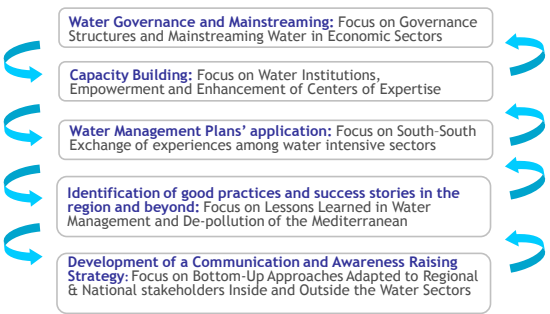 Water Governance and Mainstreaming: Focus on Governance
Structures and Mainstreaming Water in Economic Sectors
Capacity Building: Focus on Water Institutions,
Empowerment and Enhancement of Centers of Expertise
Water Management Plans’ application: Focus on South-South
Exchange of experiences among water intensive sectors
Identification of good practices and success stories in the
region and beyond: Focus on Lessons Learned in Water
Management and De-pollution of the Mediterranean
Development of a Communication and Awareness Raising
Strategy: Focus on Bottom-Up Approaches Adapted to Regional
& National stakeholders Inside and Outside the Water Sectors